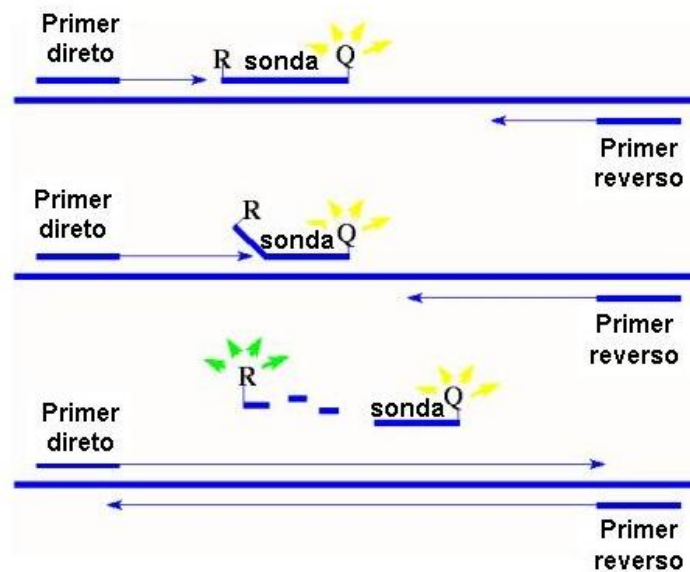 Primer
direto
R
sonda
Q
Primer
reverso
Primer
direto
R
sonda
Q
Primer
reverso
R
Primer
direto
sonda
Q
Primer
reverso